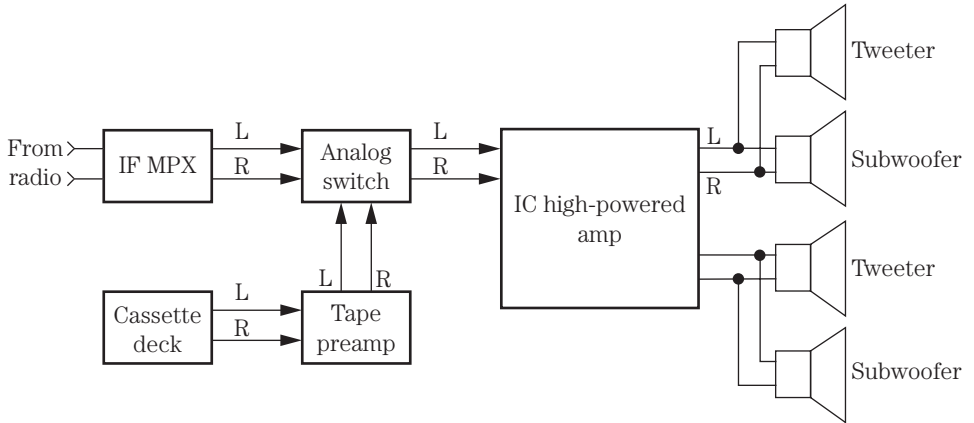 Tweeter
L
L
L
From
radio
IF MPX
R
Analog
switch
R
Subwoofer
R
IC high-powered
amp
L
R
Tweeter
Cassette
deck
L
R
Tape
preamp
Subwoofer